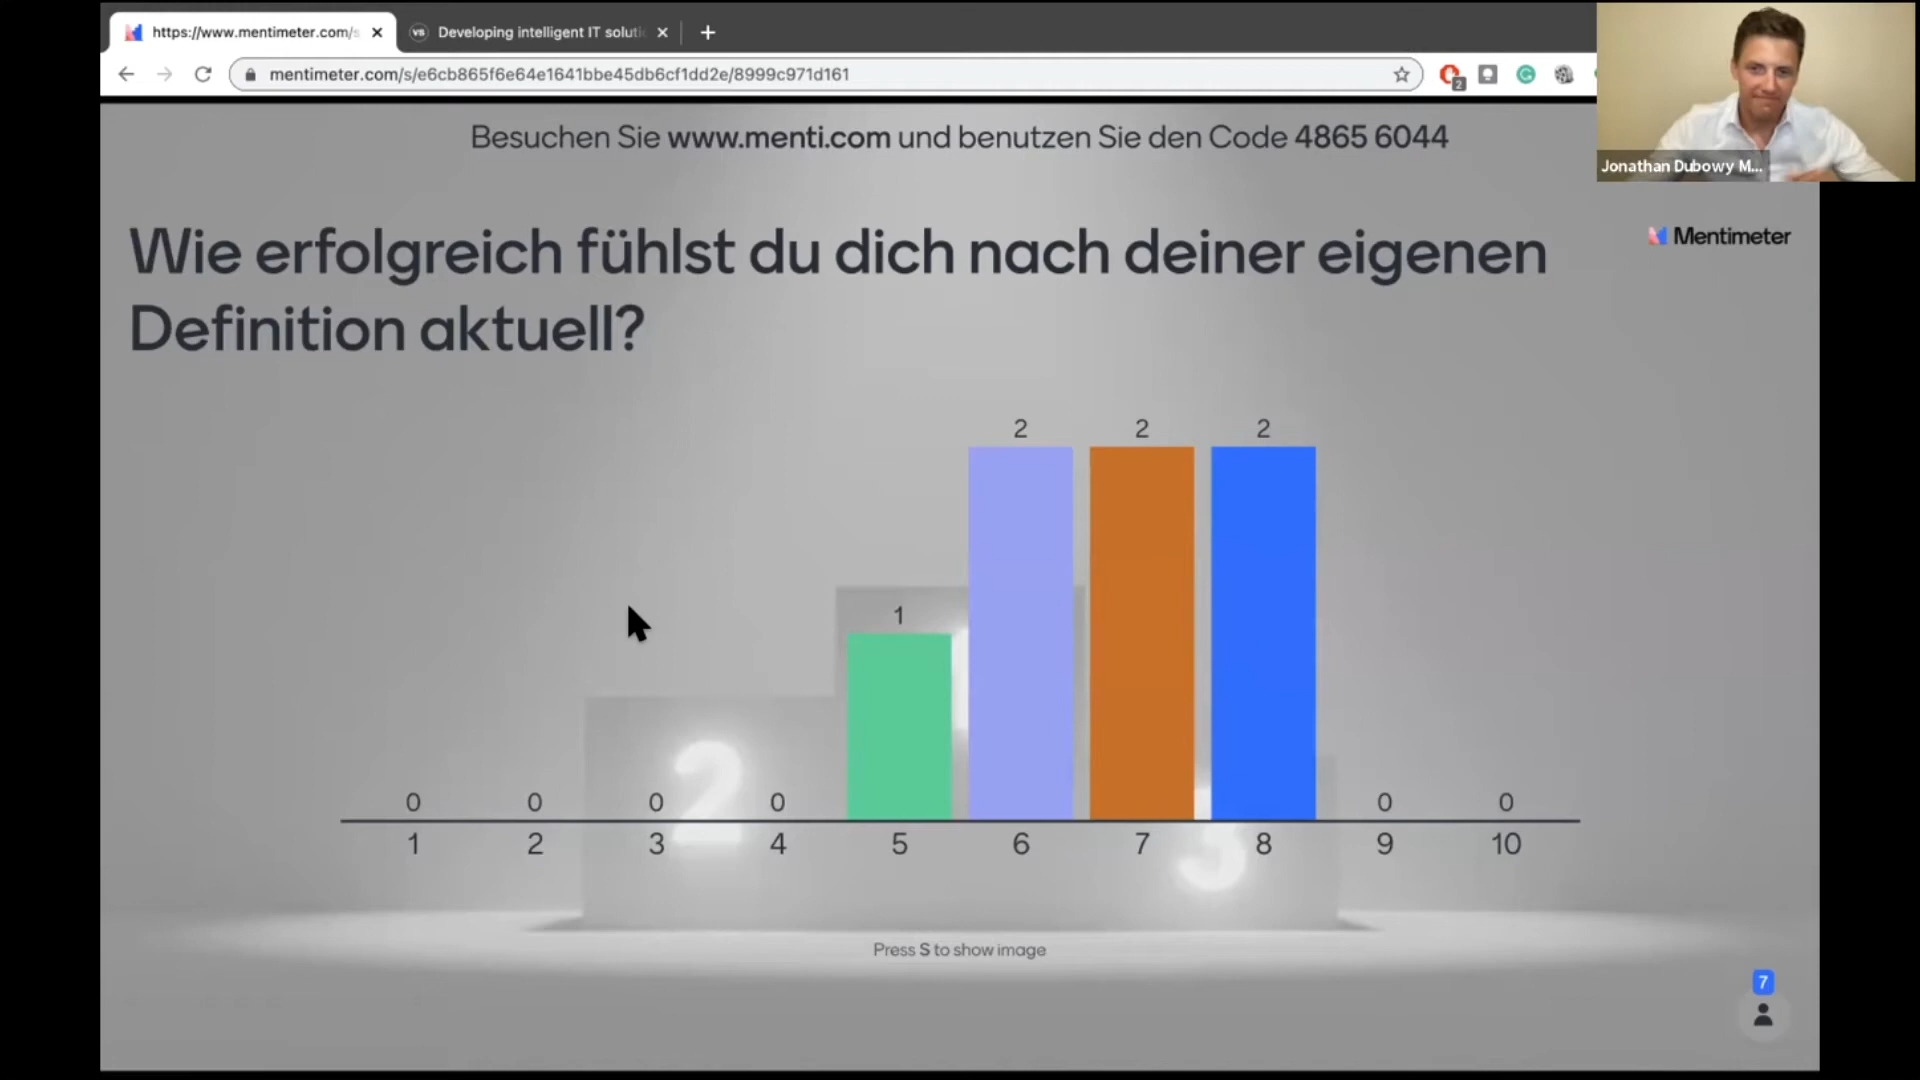 https://www.mentimeter.com/s
Developing intelligent IT soluti
mentimeter.com/s/e6cb865f6e64e1641bbe45db6cf1dd2e/8999c971d161
2
Jonathan Dubowy M...
Besuchen Sie www.menti.com und benutzen Sie den Code 4865 6044
Mentimeter
Wie erfolgreich fühlst du dich nach deiner eigenen
Definition aktuell?
2 2 2
1
0 0 0 0 0 0
1 2 3 4 5 6 7 8 9 10
2
3
Press S to show image
7